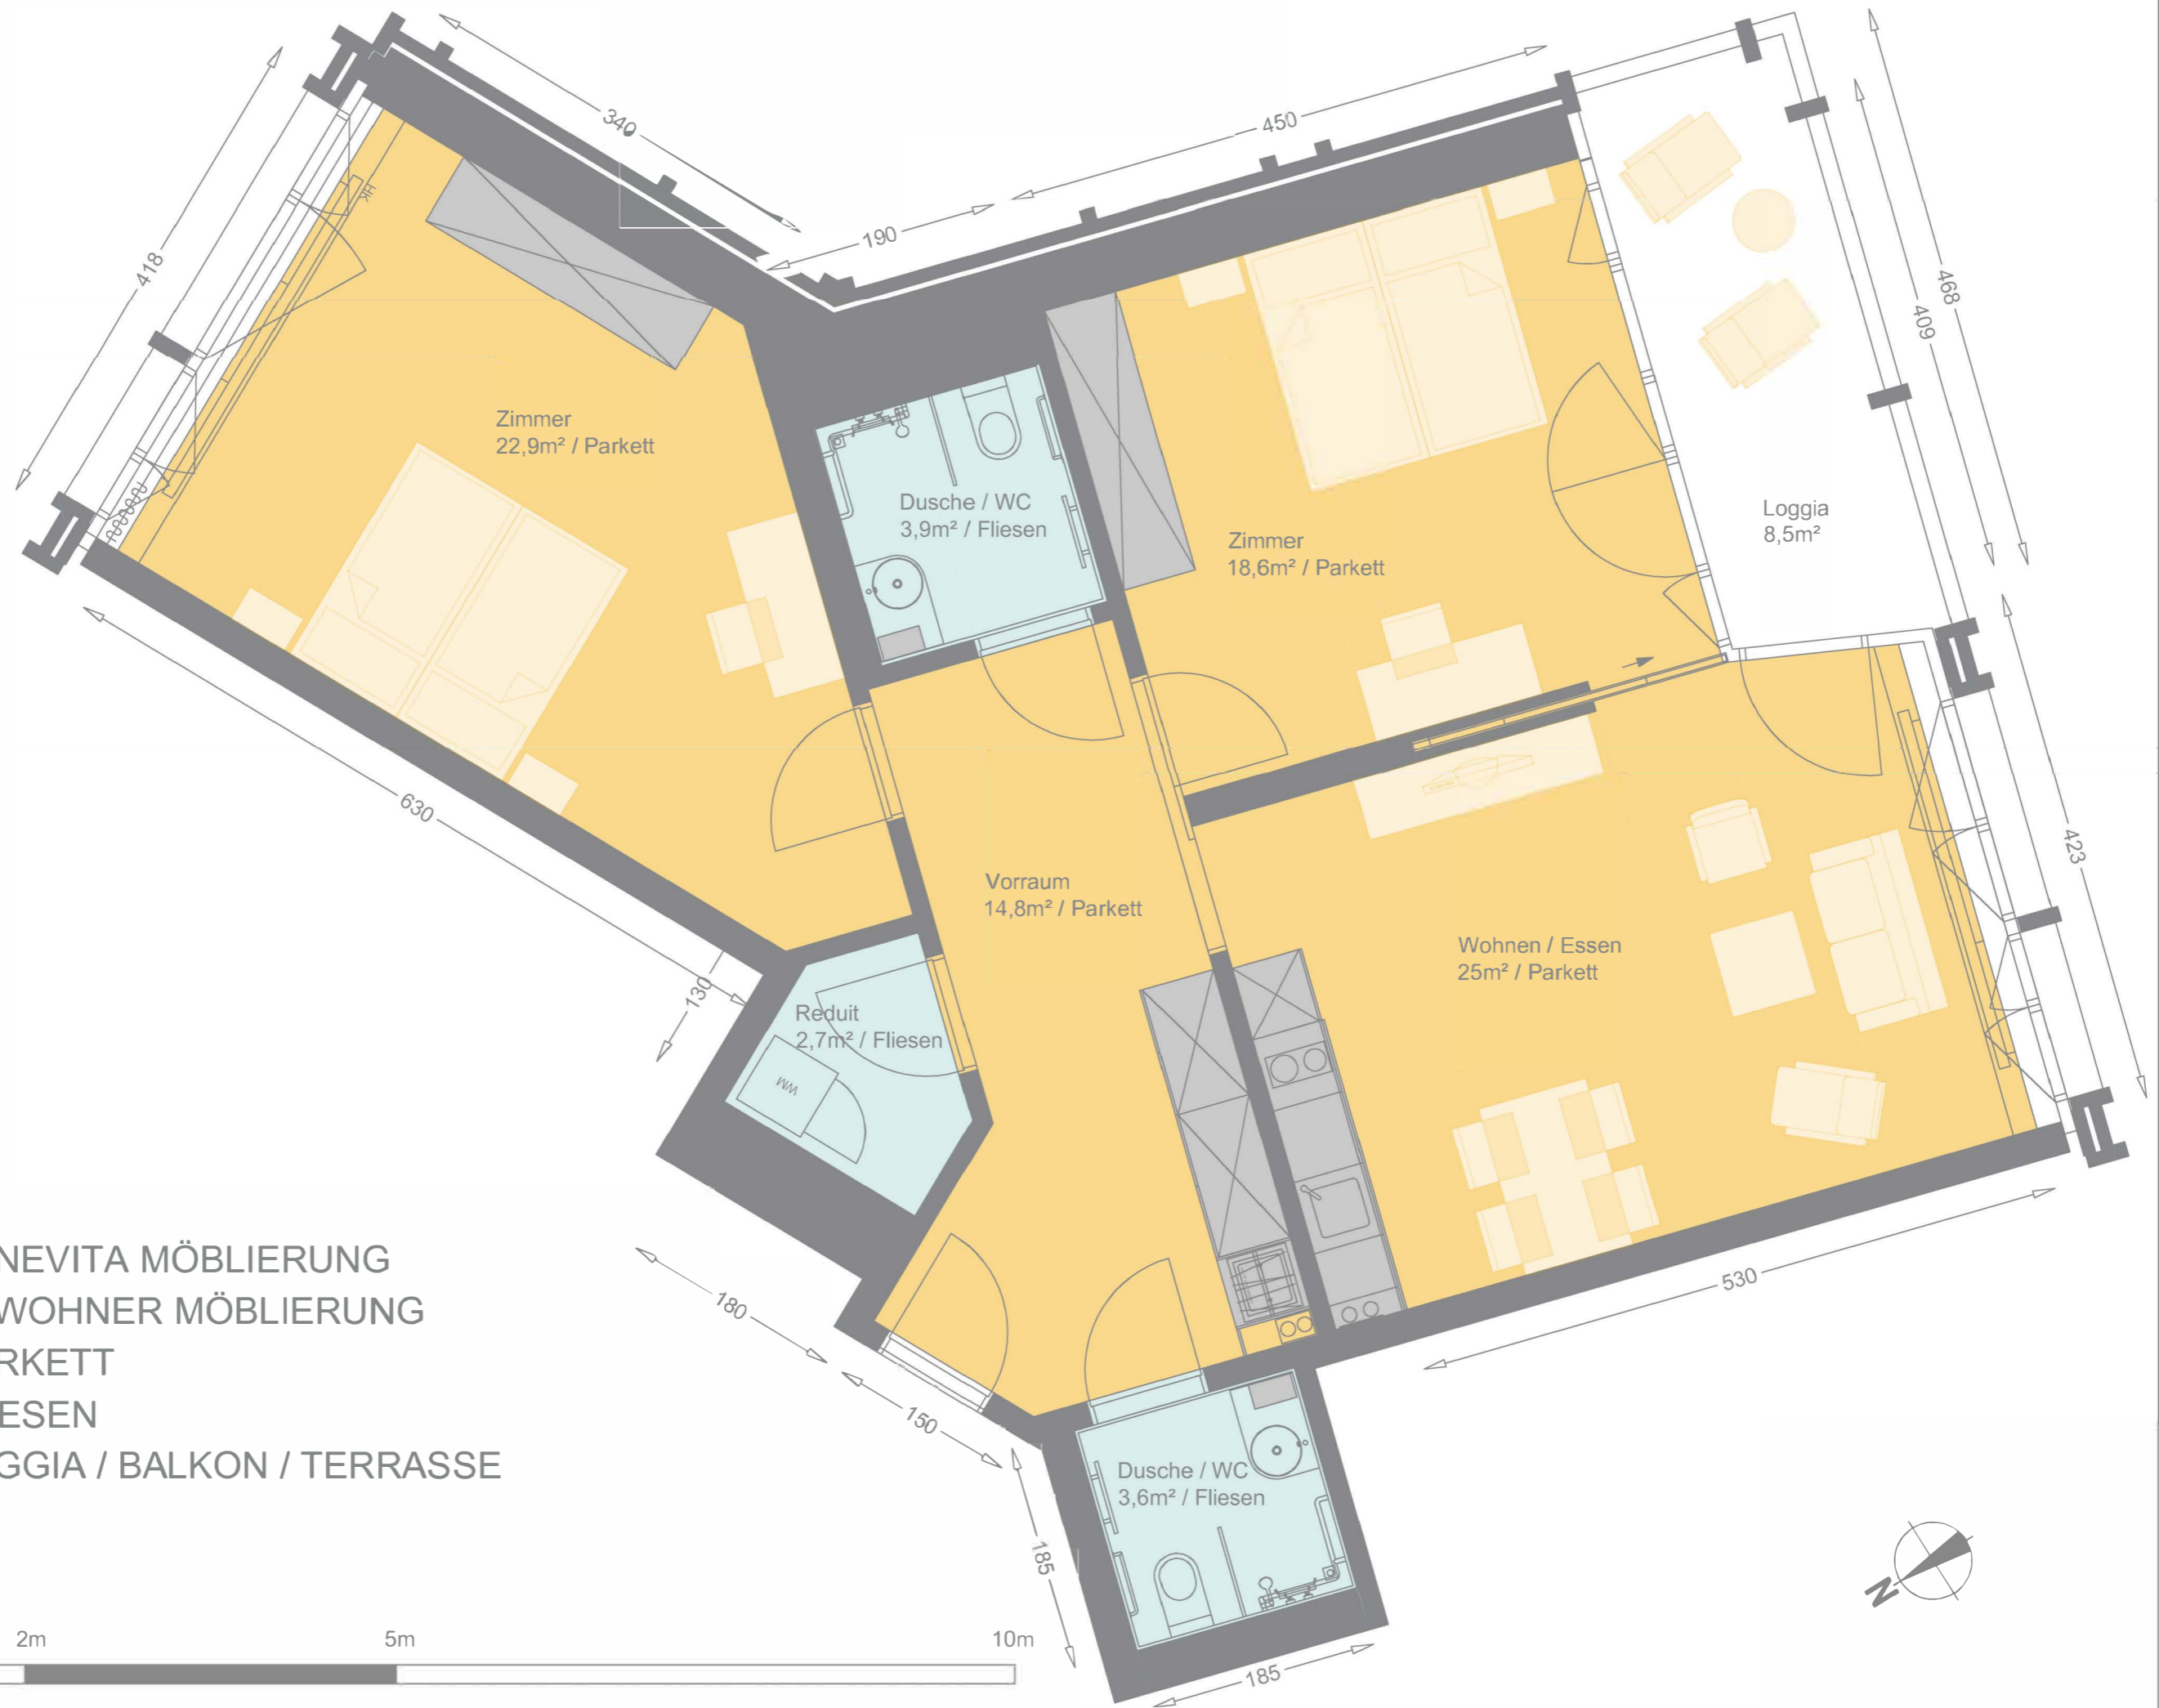 340
450
190
418
468
409
Zimmer
22,9m² / Parkett
Dusche / WC
3,9m² / Fliesen
Zimmer
18,6m² / Parkett
Loggia
8,5m²
630
423
Vorraum
14,8m² / Parkett
Wohnen / Essen
25m² / Parkett
130
Reduit
2,7m² / Fliesen
WM
NEVITA MÖBLIERUNG
WOHNER MÖBLIERUNG
RKETT
ESEN
GGIA / BALKON / TERRASSE
180
530
150
Dusche / WC
3,6m² / Fliesen
185
N
2m 5m 10m
185